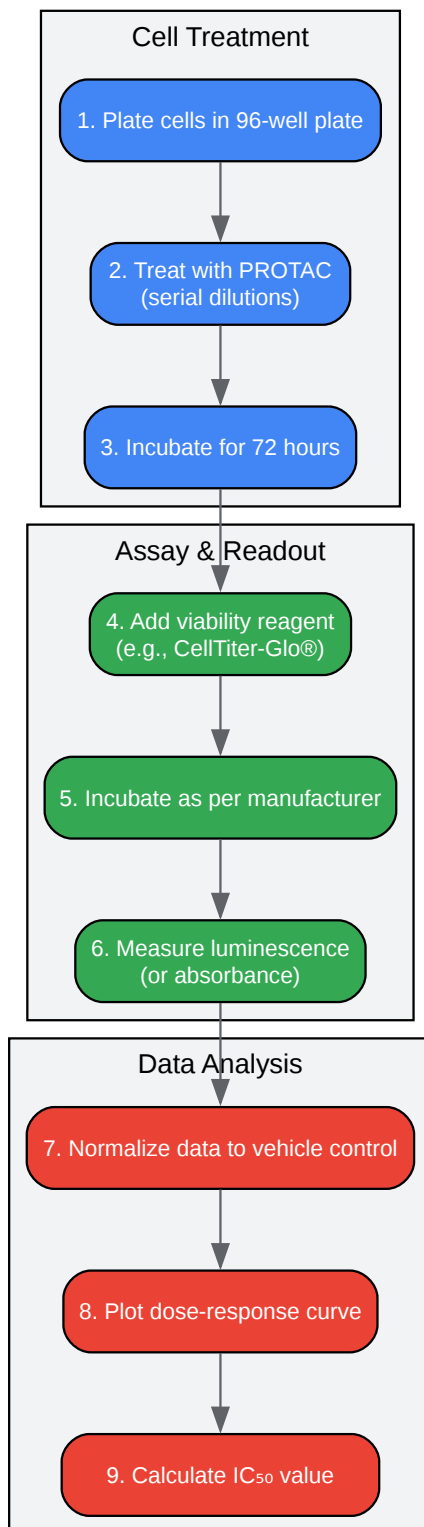 Cell Treatment
1. Plate cells in 96-well plate
2. Treat with PROTAC
(serial dilutions)
3. Incubate for 72 hours
Assay & Readout
4. Add viability reagent
(e.g., CellTiter-Glo®)
5. Incubate as per manufacturer
6. Measure luminescence
(or absorbance)
Data Analysis
7. Normalize data to vehicle control
8. Plot dose-response curve
9. Calculate IC₅₀ value